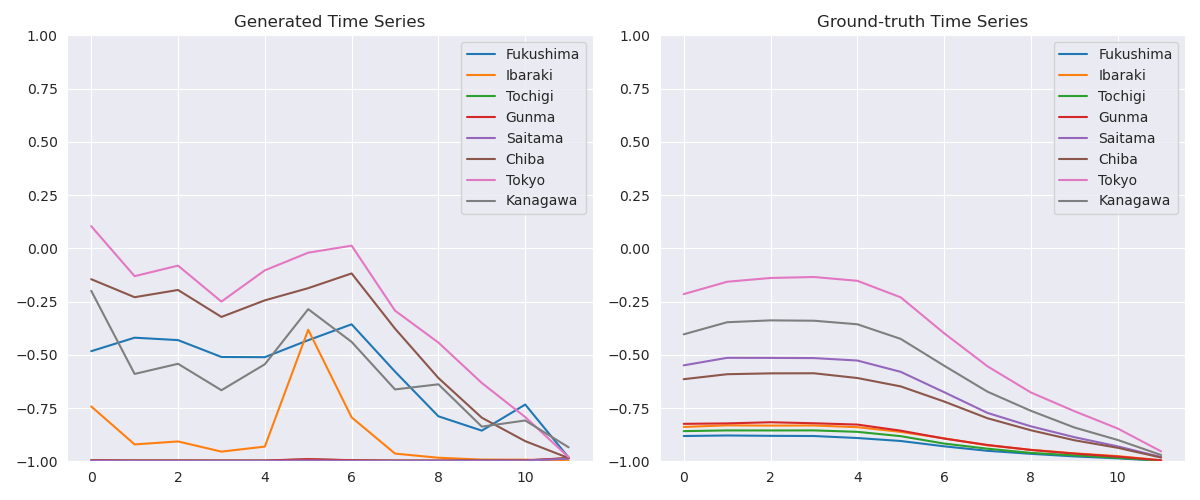 Generated Time Series
1.00
0.75
0.50
0.25
0.00
−0.25
−0.50
−0.75
−1.00
0 2 4 6 8 10
Fukushima
Ibaraki
Tochigi
Gunma
Saitama
Chiba
Tokyo
Kanagawa
Ground-truth Time Series
1.00
0.75
0.50
0.25
0.00
−0.25
−0.50
−0.75
−1.00
0 2 4 6 8 10
Fukushima
Ibaraki
Tochigi
Gunma
Saitama
Chiba
Tokyo
Kanagawa